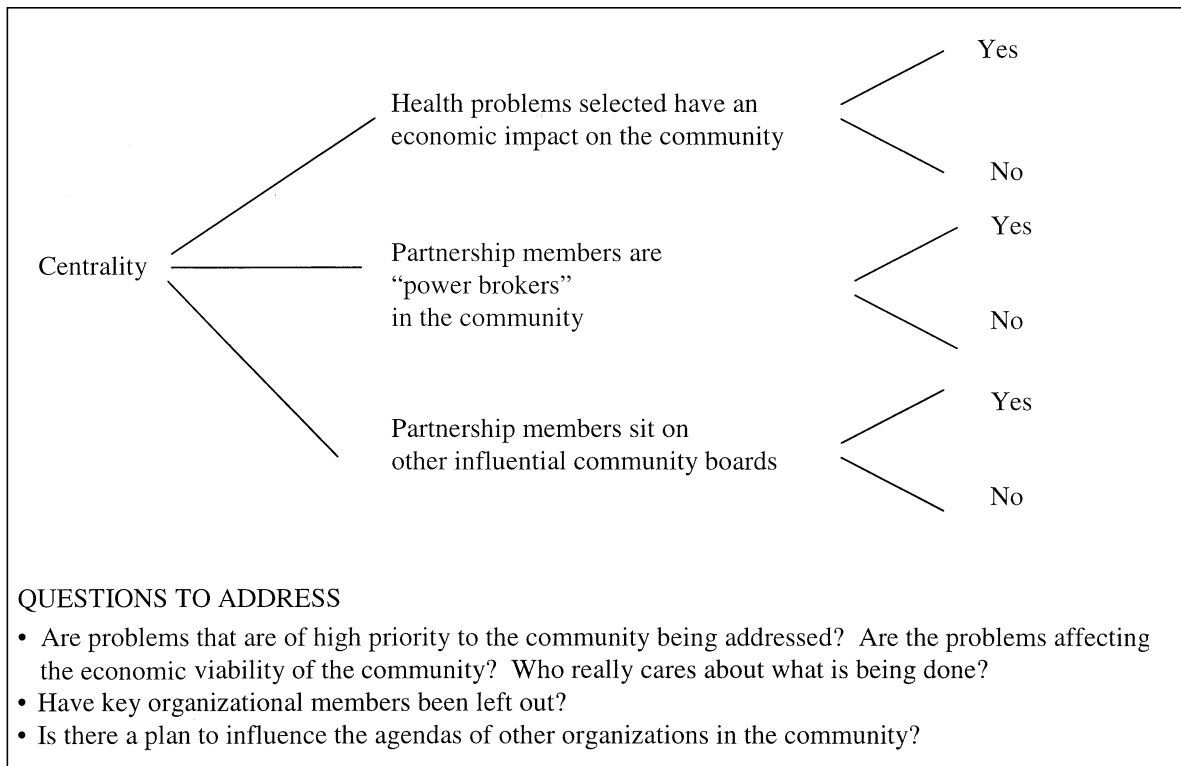 Yes
Health problems selected have an
economic impact on the community
No
Yes
Centrality
Partnership members are
“power brokers”
in the community
No
Yes
Partnership members sit on
other influential community boards
No
QUESTIONS TO ADDRESS
• Are problems that are of high priority to the community being addressed? Are the problems affecting
the economic viability of the community? Who really cares about what is being done?
• Have key organizational members been left out?
• Is there a plan to influence the agendas of other organizations in the community?